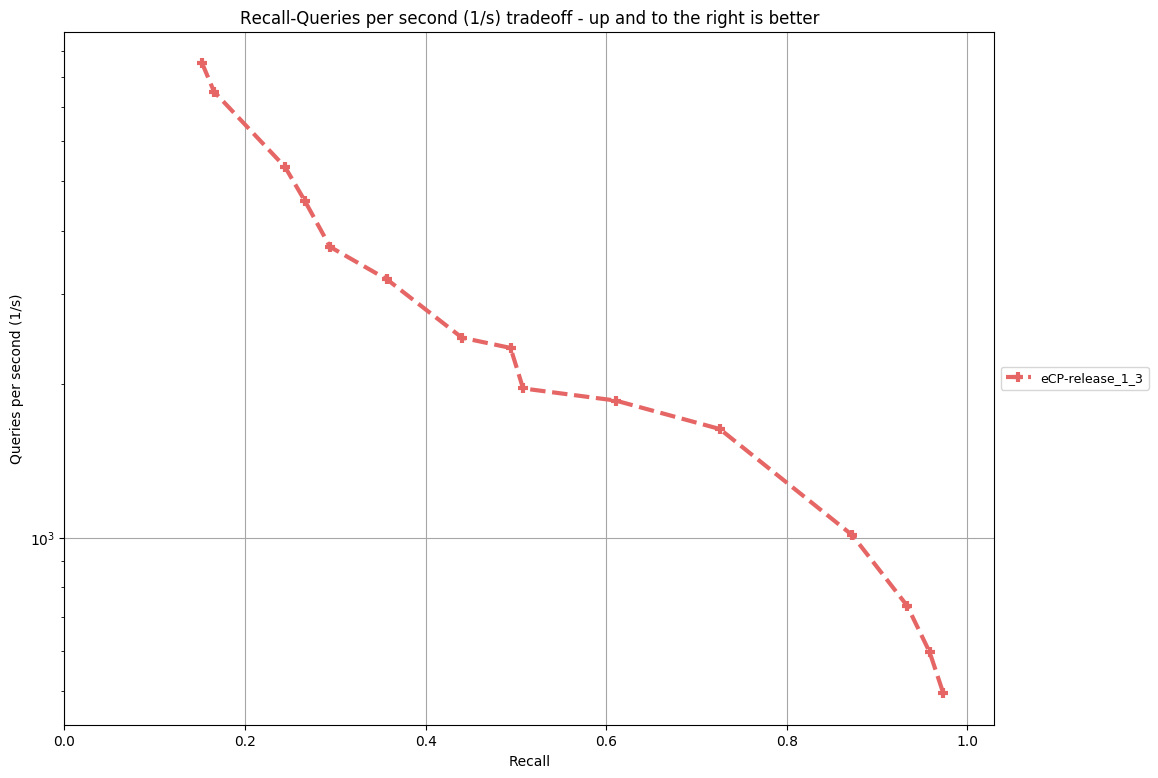 Recall-Queries per second (1/s) tradeoff - up and to the right is better
Queries per second (1/s)
10³
eCP-release_1_3
0.0 0.2 0.4 0.6 0.8 1.0
Recall